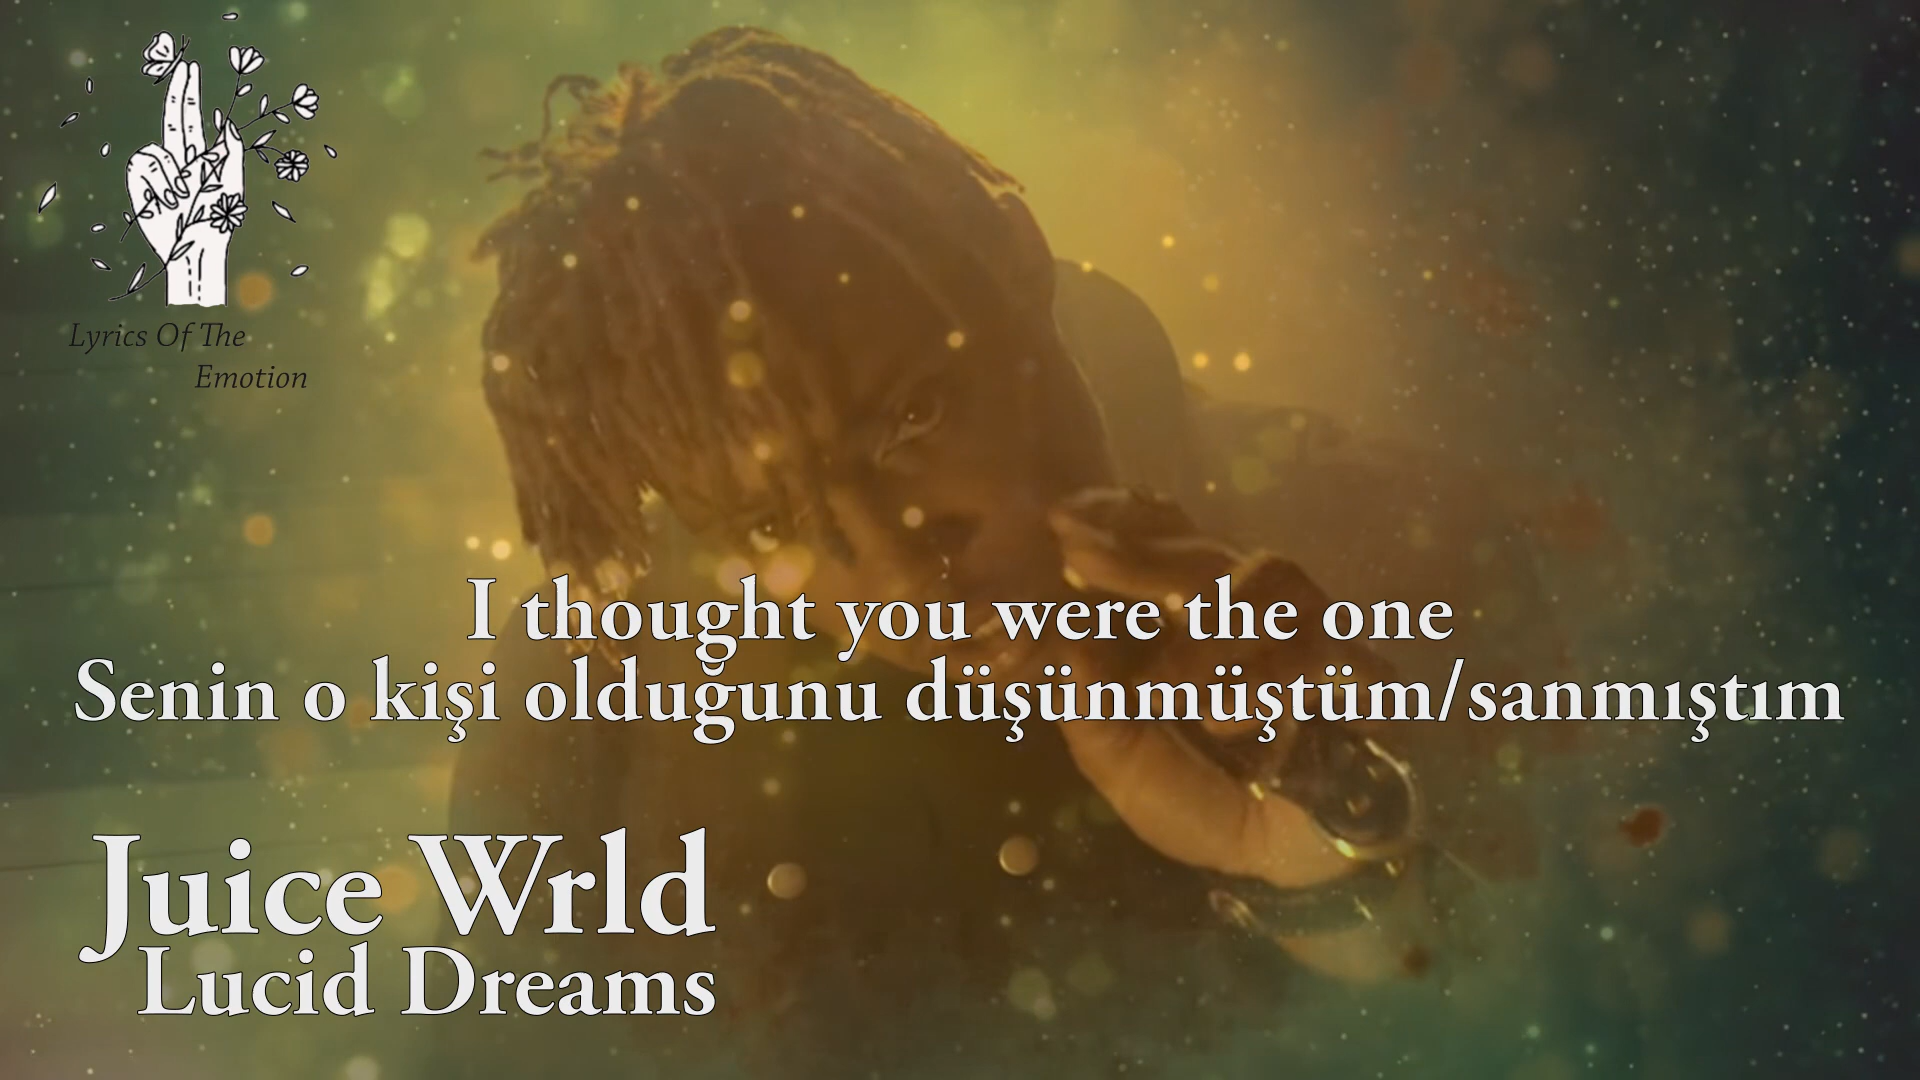 Lyrics Of The
Emotion
I thought you were the one
Senin o kişi olduğunu düşünmüştüm/sanmıştım
Juice Wrld
Lucid Dreams